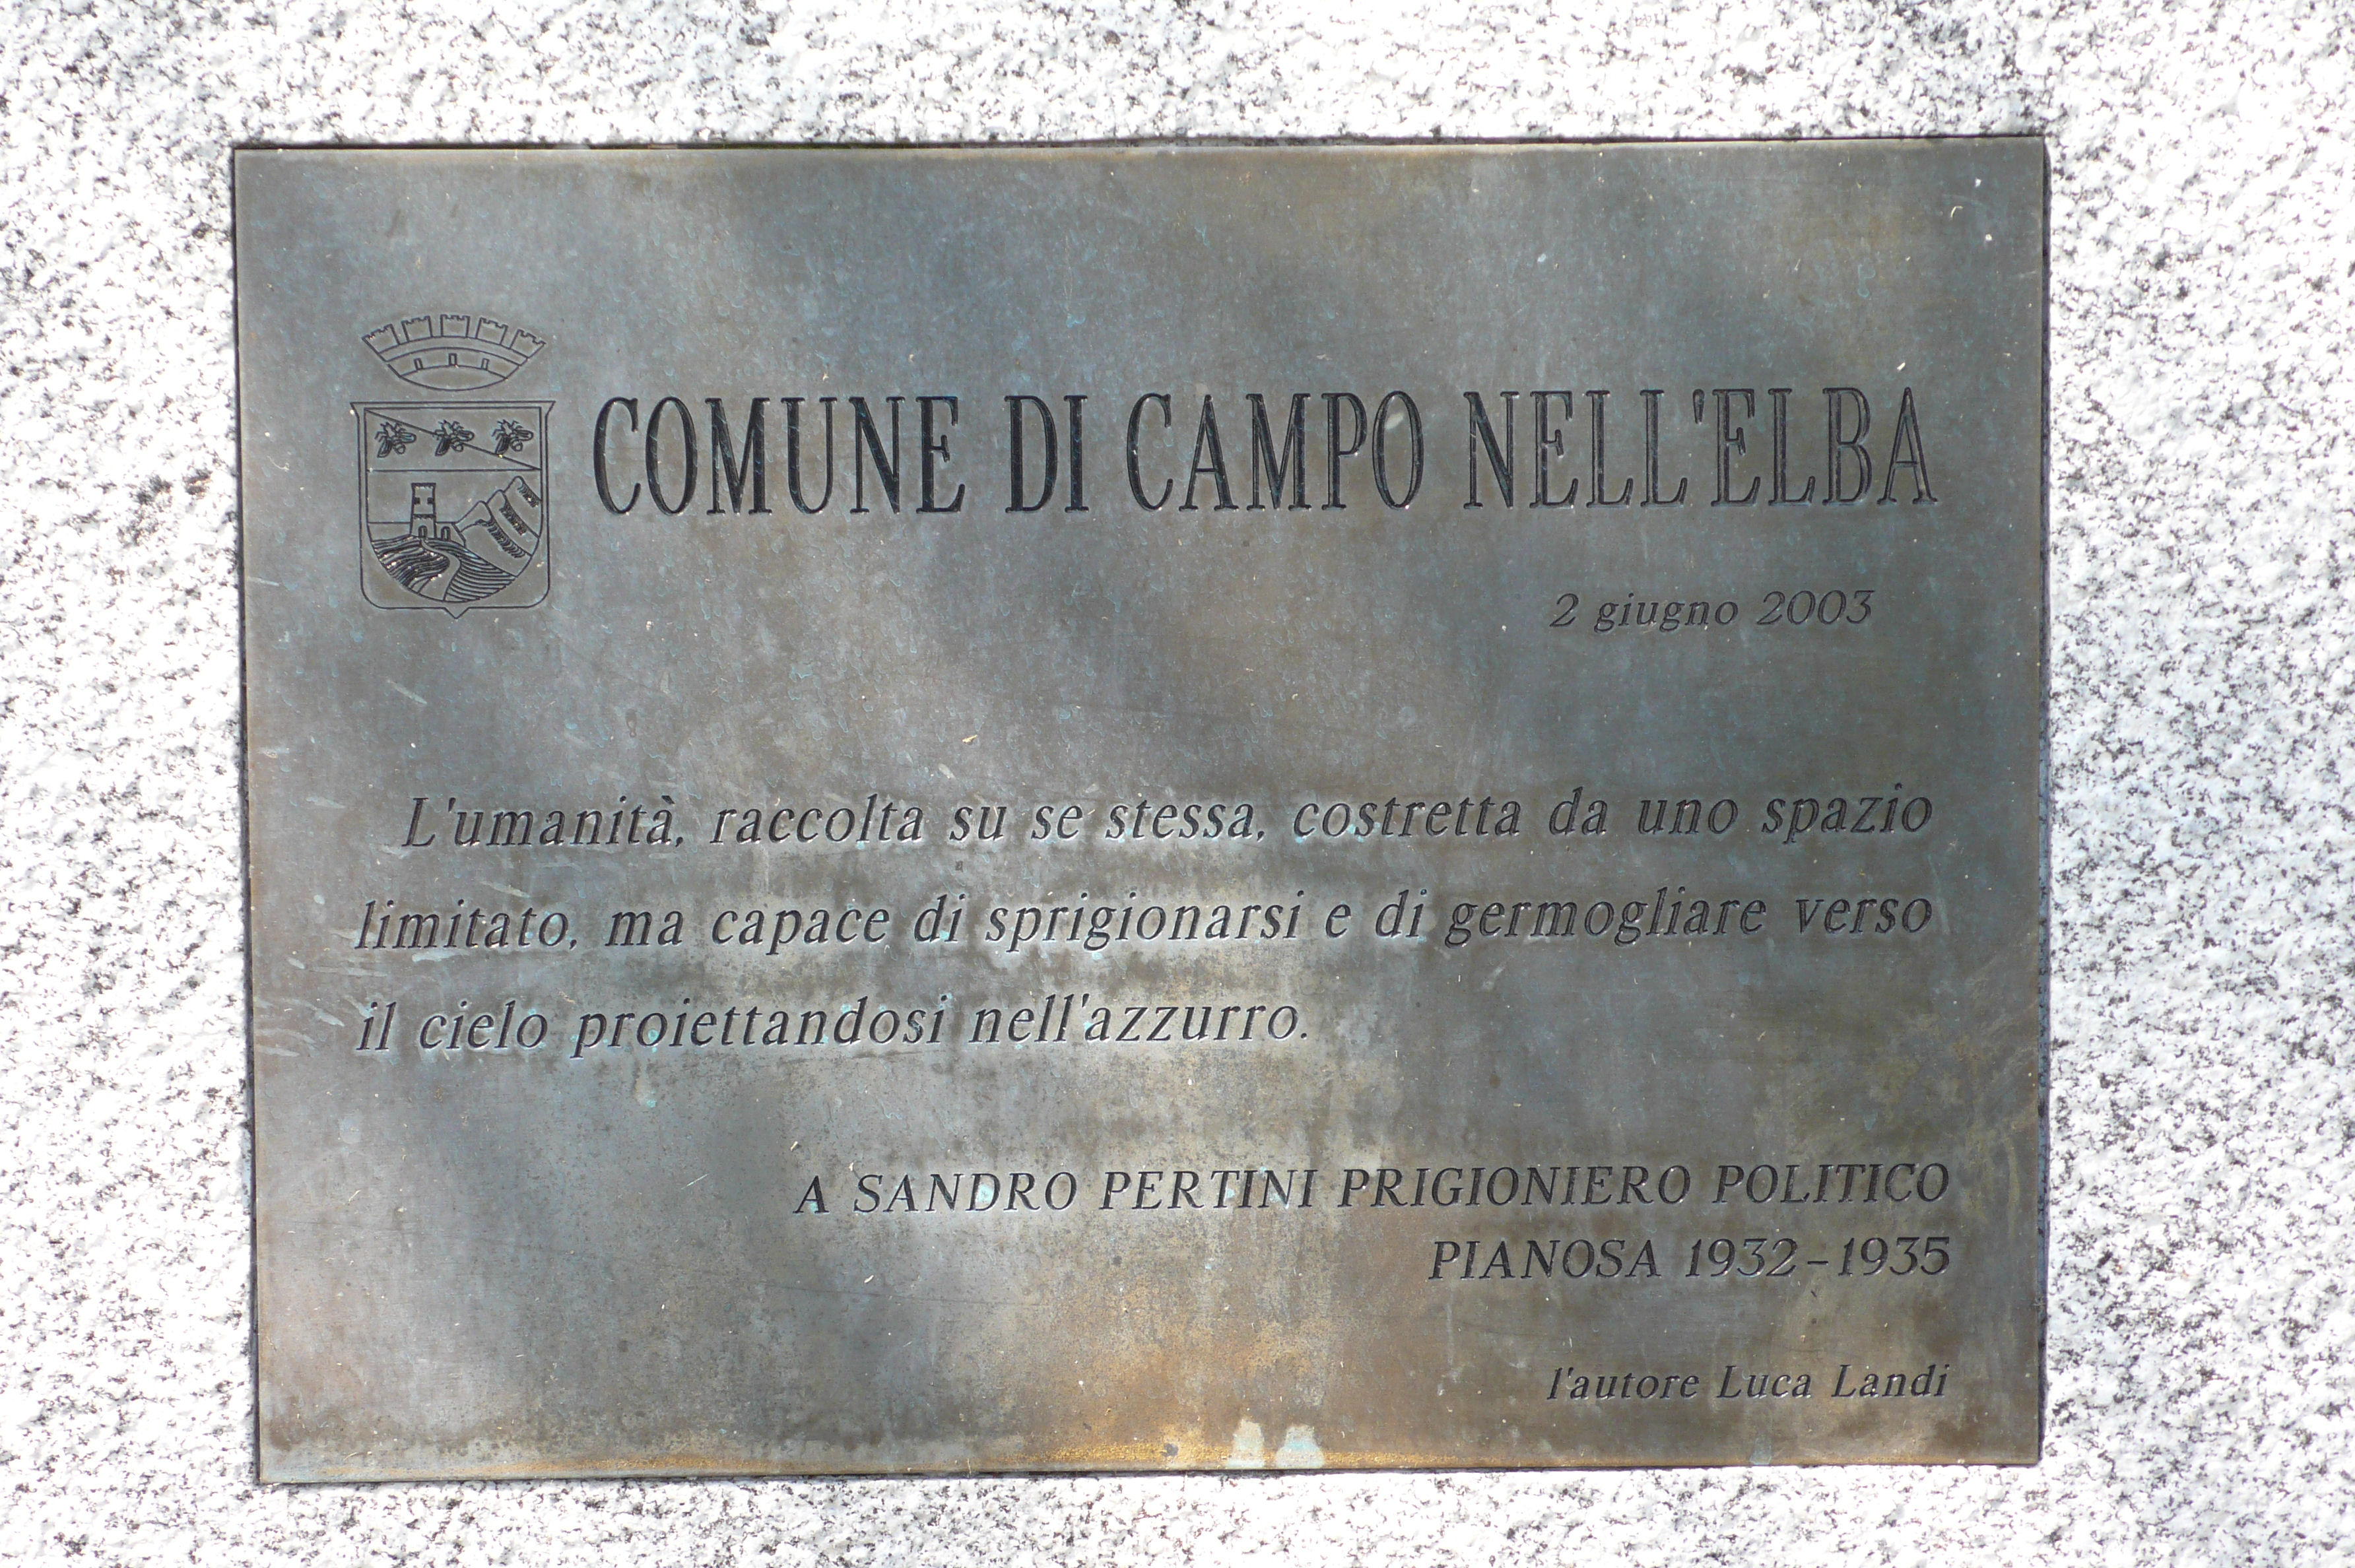 COMUNE DI CAMPO NELL'ELBA
2 giugno 2003
L'umanità, raccolta su se stessa, costretta da uno spazio
limitato, ma capace di sprigionarsi e di germogliare verso
il cielo proiettandosi nell'azzurro.
A SANDRO PERTINI PRIGIONIERO POLITICO
PIANOSA 1932-1935
l'autore Luca Landi